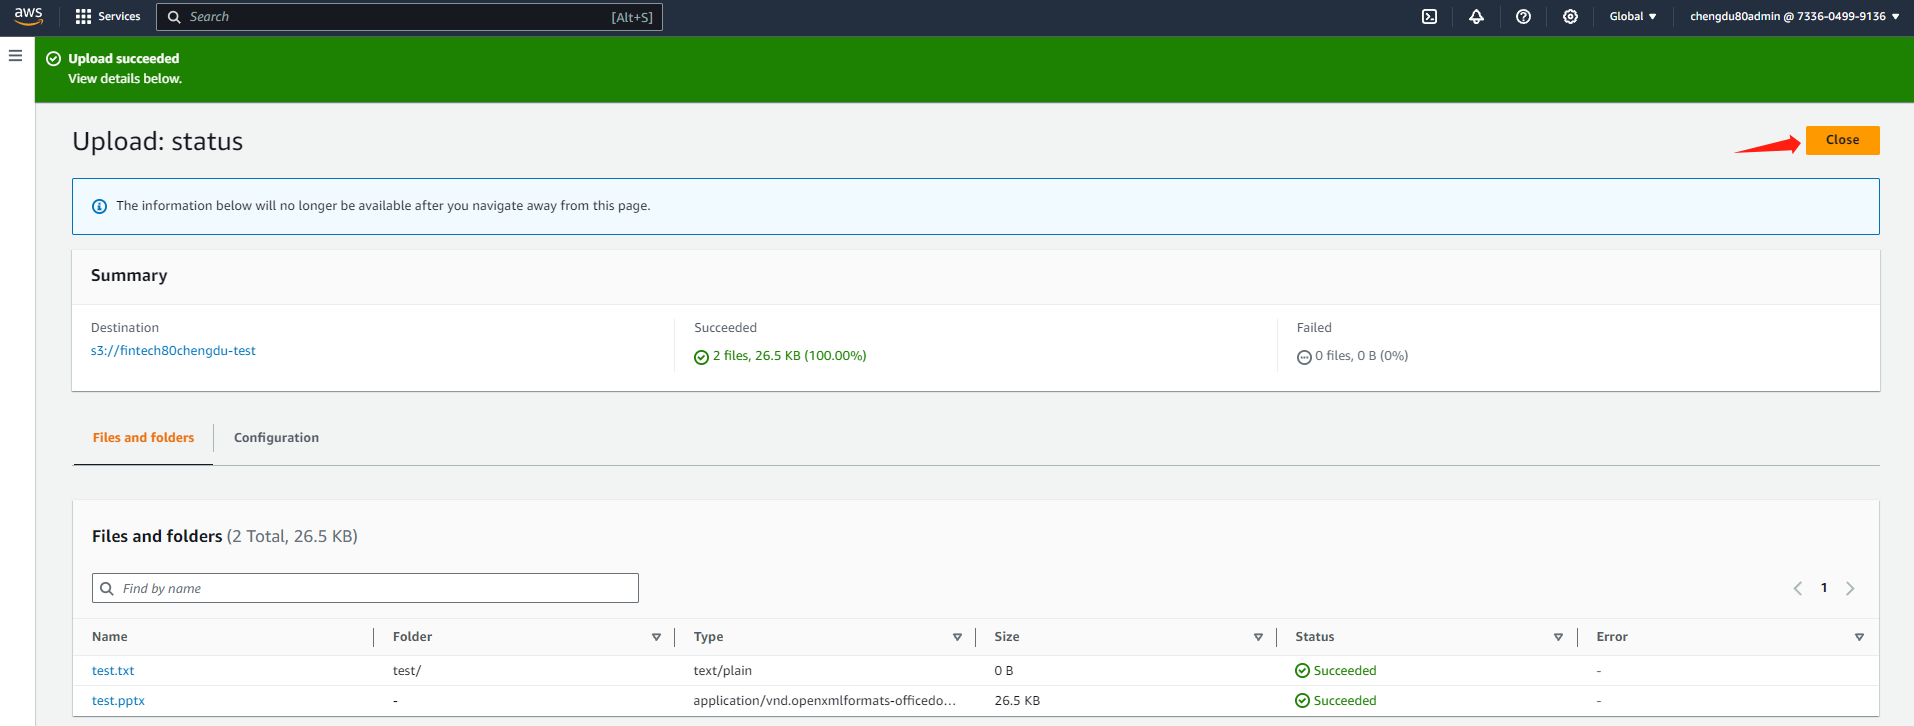 aws Services Search [Alt+S] Global chengdu80admin @ 7336-0499-9136
Upload succeeded
View details below.
Upload: status
Close
The information below will no longer be available after you navigate away from this page.
Summary
Destination Succeeded Failed
s3://fintech80chengdu-test 2 files, 26.5 KB (100.00%) 0 files, 0 B (0%)
Files and folders Configuration
Files and folders (2 Total, 26.5 KB)
Find by name 1
Name Folder Type Size Status Error
test.txt test/ text/plain 0 B Succeeded -
test.pptx - application/vnd.openxmlformats-officedo... 26.5 KB Succeeded -